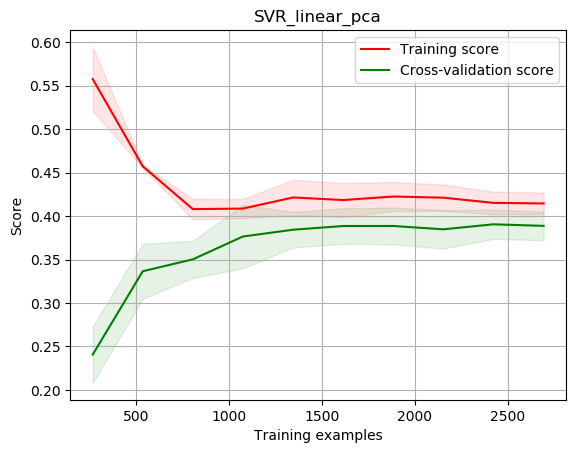 SVR_linear_pca
Training score
Cross-validation score
0.60
0.55
0.50
0.45
0.40
0.35
0.30
0.25
0.20
Score
500
1000
1500
2000
2500
Training examples